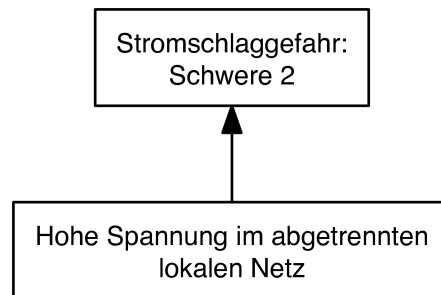 Stromschlaggefahr:
Schwere 2
Hohe Spannung im abgetrennten
lokalen Netz